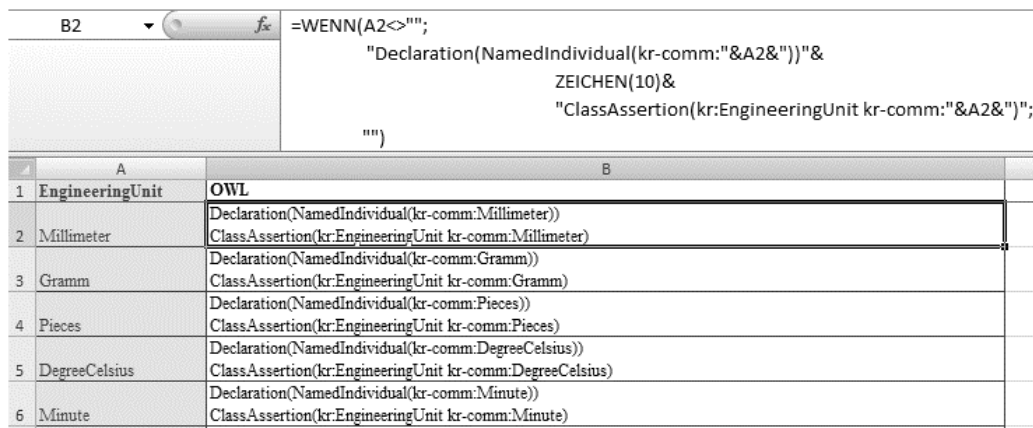 B2 fx =WENN(A2<>"";
"Declaration(NamedIndividual(kr-comm:"&A2&"))"&
ZEICHEN(10)&
"ClassAssertion(kr:EngineeringUnit kr-comm:"&A2&")";
"")
A B
1 EngineeringUnit OWL
Declaration(NamedIndividual(kr-comm:Millimeter))
2 Millimeter ClassAssertion(kr:EngineeringUnit kr-comm:Millimeter)
Declaration(NamedIndividual(kr-comm:Gramm))
3 Gramm ClassAssertion(kr:EngineeringUnit kr-comm:Gramm)
Declaration(NamedIndividual(kr-comm:Pieces))
4 Pieces ClassAssertion(kr:EngineeringUnit kr-comm:Pieces)
Declaration(NamedIndividual(kr-comm:DegreeCelsius))
5 DegreeCelsius ClassAssertion(kr:EngineeringUnit kr-comm:DegreeCelsius)
Declaration(NamedIndividual(kr-comm:Minute))
6 Minute ClassAssertion(kr:EngineeringUnit kr-comm:Minute)